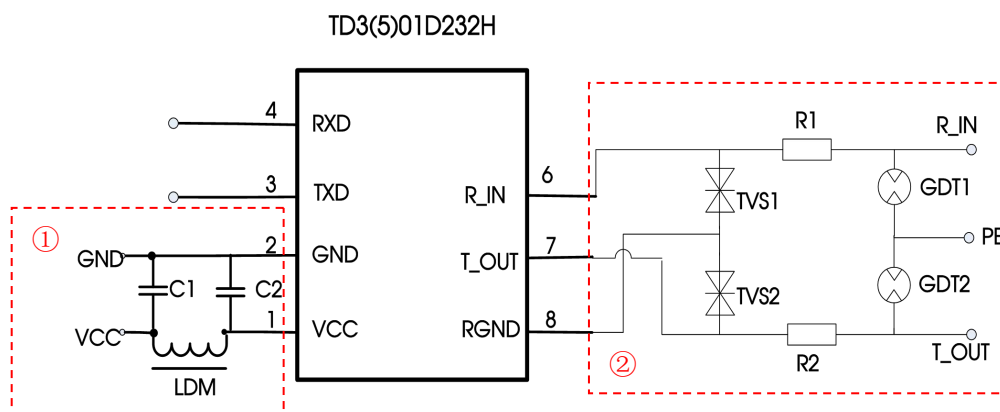 TD3(5)01D232H
4
RXD
3
TXD
2
GND
1
VCC
R_IN
6
T_OUT
7
RGND
8
①
GND
C1
C2
VCC
LDM
R1
R_IN
TVS1
GDT1
PE
TVS2
GDT2
R2
T_OUT
②